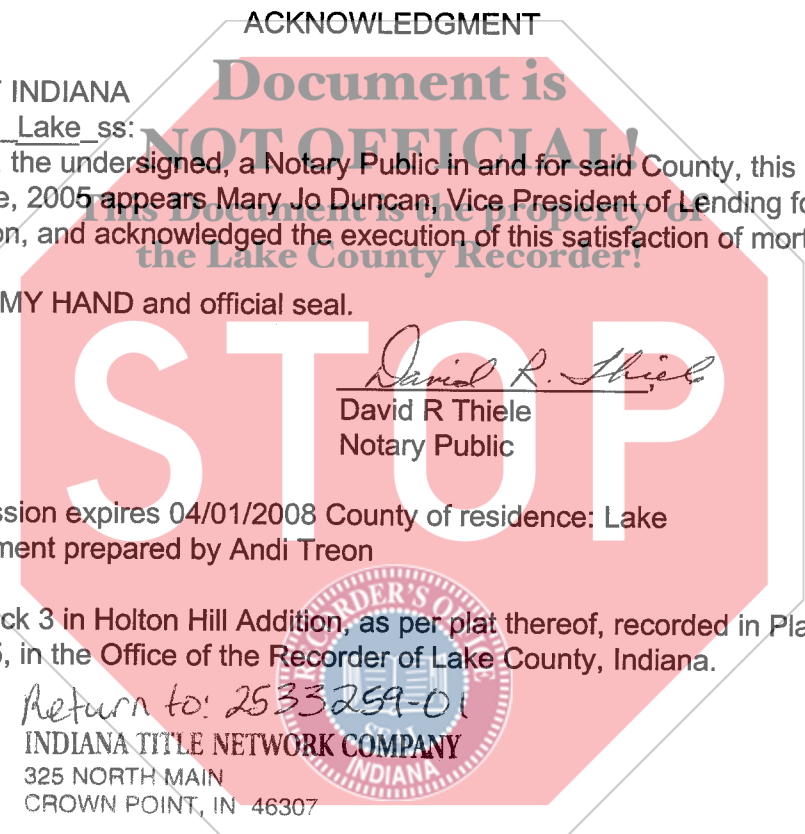 ACKNOWLEDGMENT
Document is
INDIANA
Lake ss:
NOT OFFICIAL!
the undersigned, a Notary Public in and for said County, this
e, 2005 appears Mary Jo Duncan, Vice President of Lending fo
This Document is the property of
on, and acknowledged the execution of this satisfaction of mort
the Lake County Recorder!
MY HAND and official seal.
STOP
David R. Thiele
David R Thiele
Notary Public
ssion expires 04/01/2008 County of residence: Lake
ment prepared by Andi Treon
ck 3 in Holton Hill Addition, as per plat thereof, recorded in Pla
, in the Office of the Recorder of Lake County, Indiana.
RECORDER'S OFFICE
Return to: 2533259-01
SEAL
INDIANA TITLE NETWORK COMPANY
INDIANA
325 NORTH MAIN
CROWN POINT, IN 46307